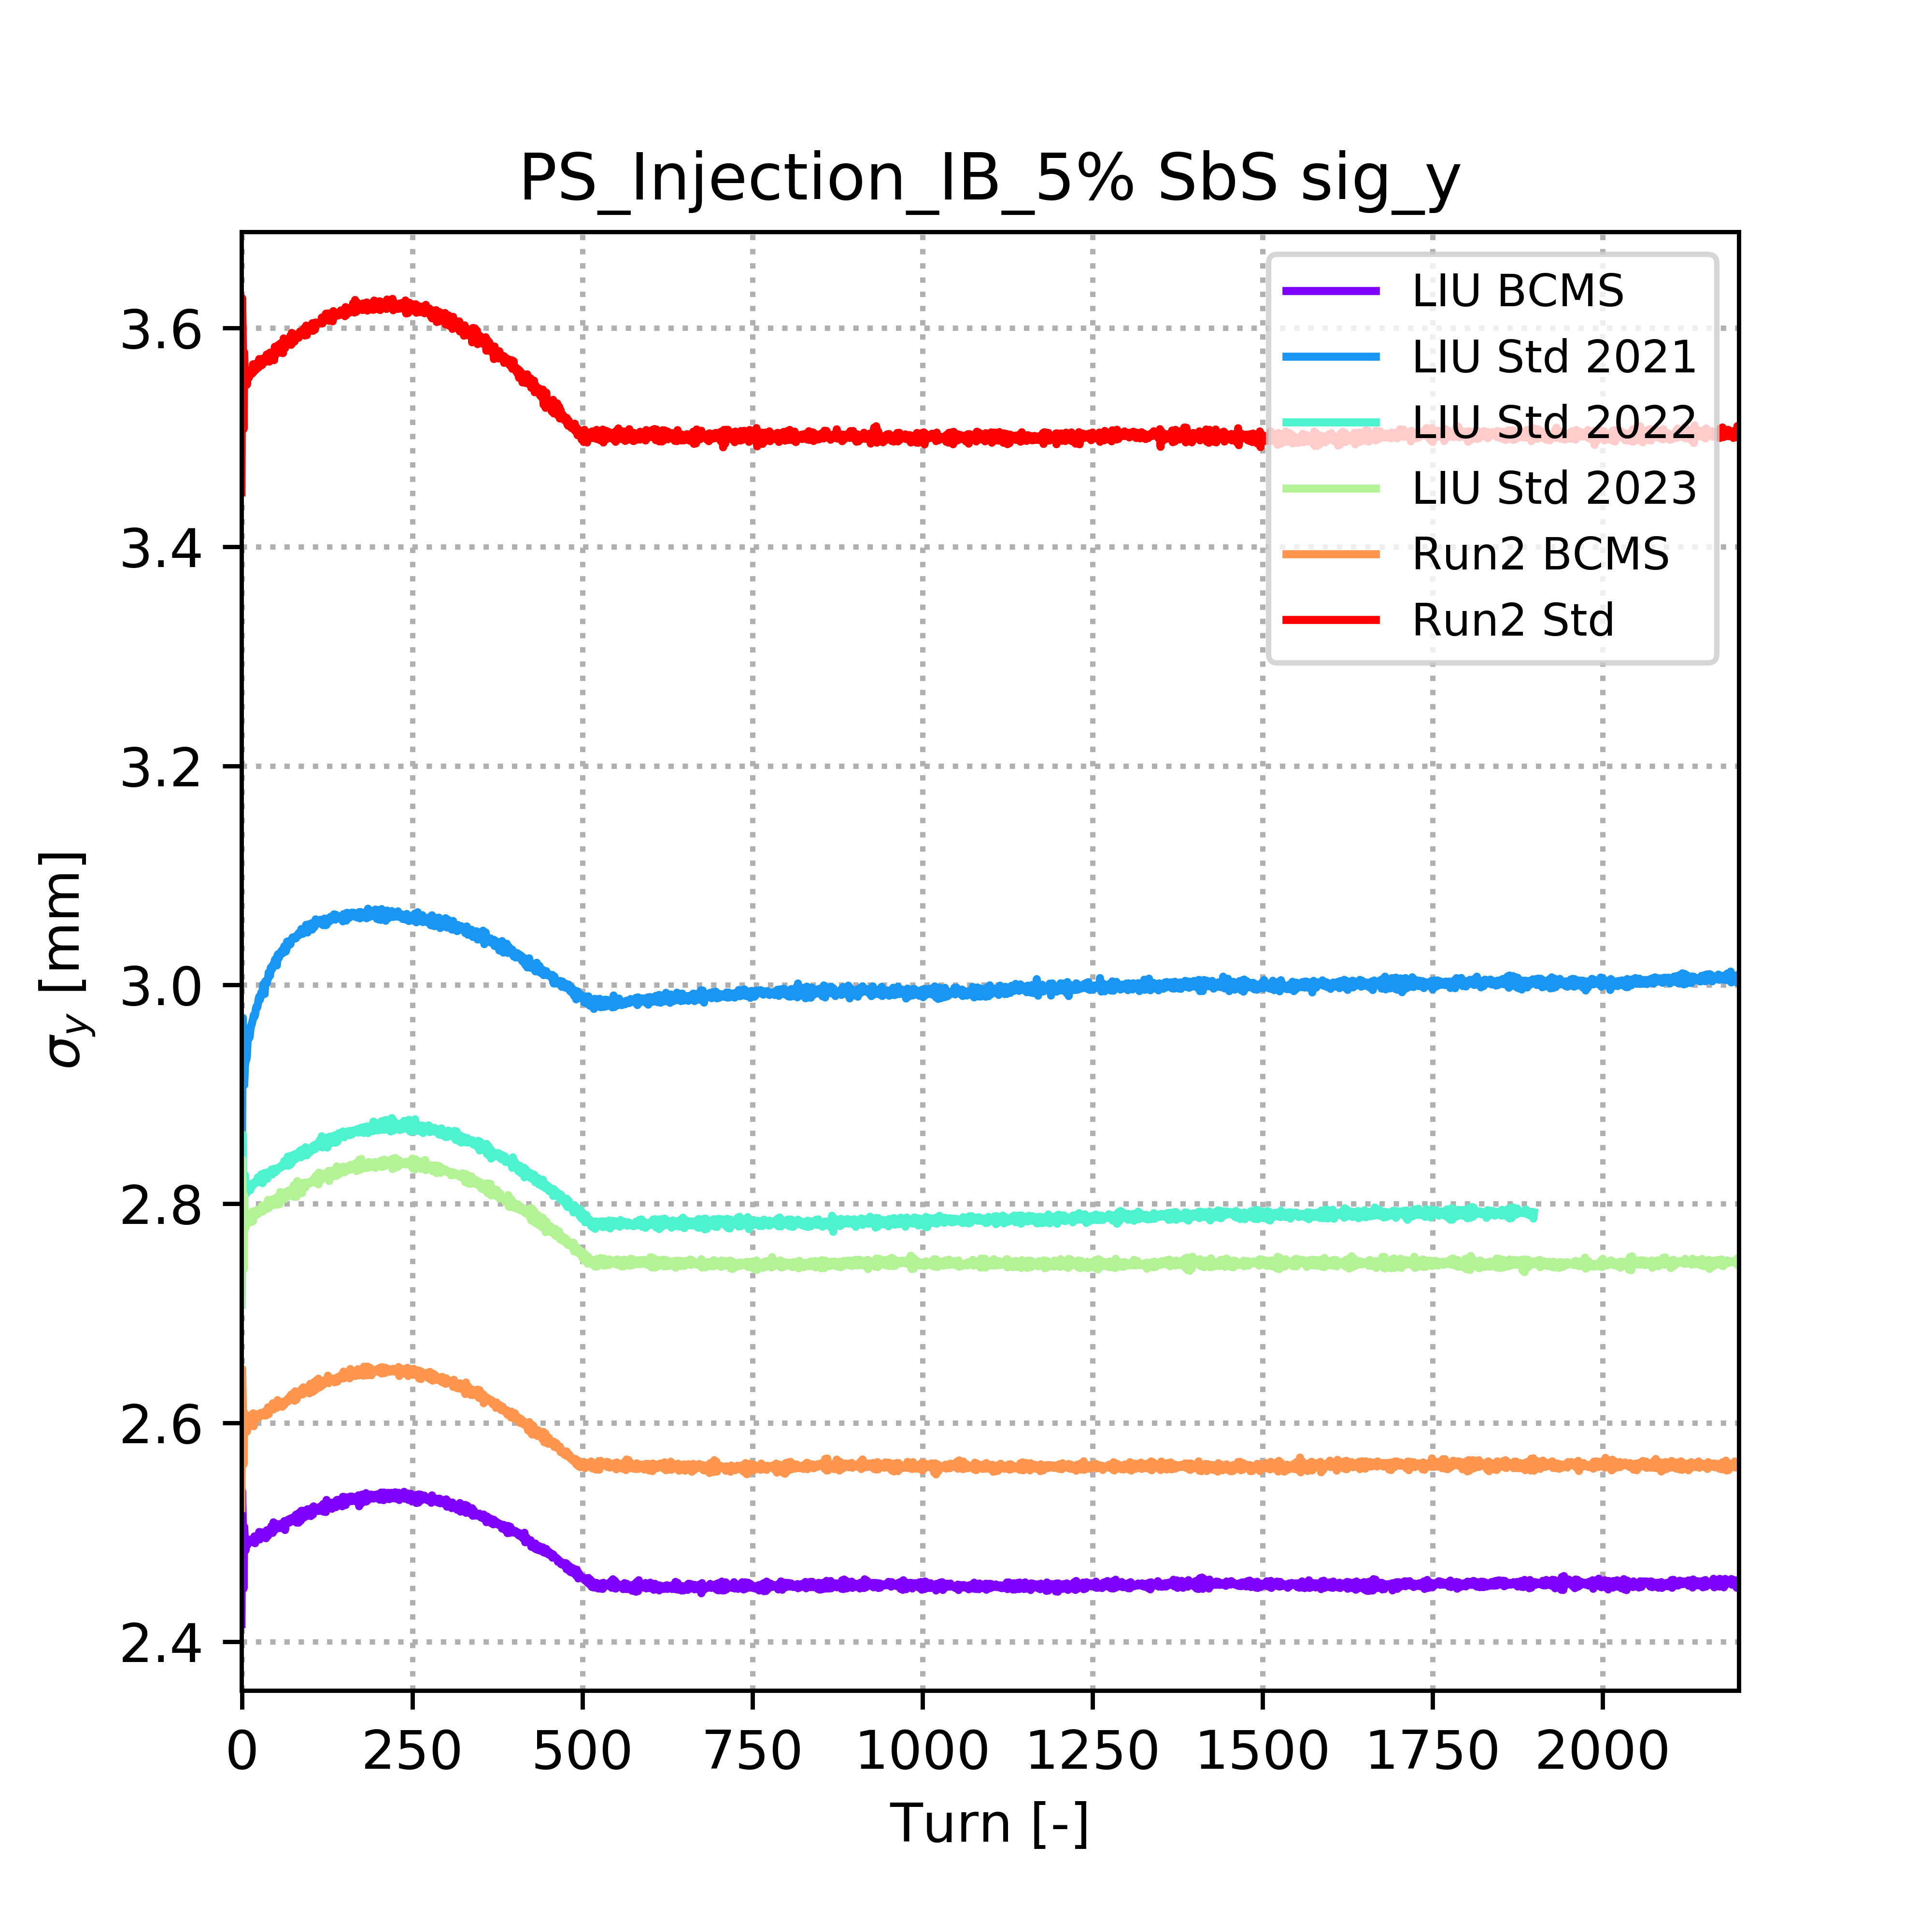 PS_Injection_IB_5% SbS sig_y
LIU BCMS
LIU Std 2021
LIU Std 2022
LIU Std 2023
Run2 BCMS
Run2 Std
3.6
3.4
3.2
3.0
2.8
2.6
2.4
σy [mm]
0 250 500 750 1000 1250 1500 1750 2000
Turn [-]